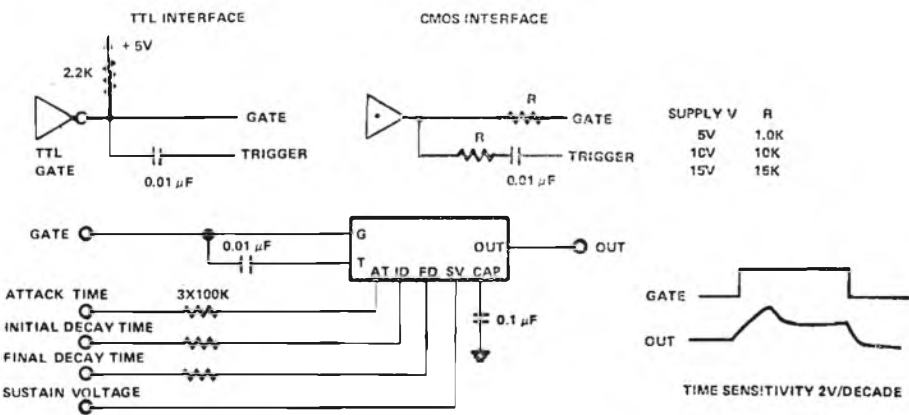 TTL INTERFACE
+ 5V
2.2K
GATE
TTL
GATE
TRIGGER
0.01 µF
CMOS INTERFACE
R
GATE
R
TRIGGER
0.01 µF
SUPPLY V R
5V 1.0K
10V 10K
15V 15K
GATE
0.01 µF
G
T
OUT
OUT
AT ID FD SV CAP
ATTACK TIME
3X100K
INITIAL DECAY TIME
FINAL DECAY TIME
SUSTAIN VOLTAGE
0.1 µF
GATE
OUT
TIME SENSITIVITY 2V/DECADE